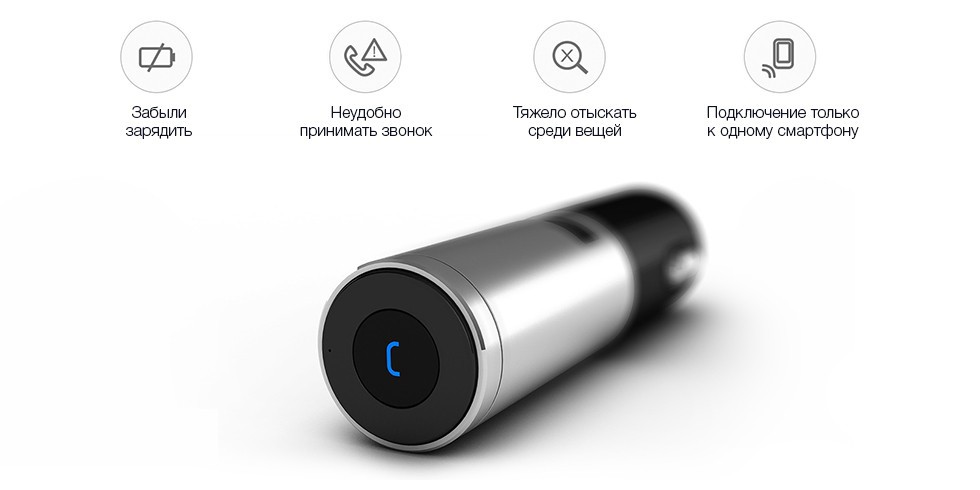 Забыли
зарядить
Неудобно
принимать звонок
Тяжело отыскать
среди вещей
Подключение только
к одному смартфону